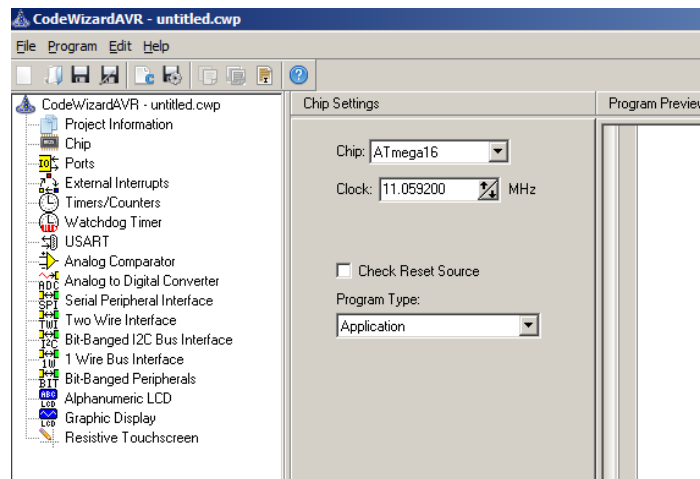 CodeWizardAVR - untitled.cwp
File Program Edit Help
CodeWizardAVR - untitled.cwp
Project Information
Chip
Ports
External Interrupts
Timers/Counters
Watchdog Timer
USART
Analog Comparator
Analog to Digital Converter
Serial Peripheral Interface
Two Wire Interface
Bit-Banged I2C Bus Interface
1 Wire Bus Interface
Bit-Banged Peripherals
Alphanumeric LCD
Graphic Display
Resistive Touchscreen
Chip Settings
Chip: ATmega16
Clock: 11.059200 MHz
Check Reset Source
Program Type:
Application
Program Preview